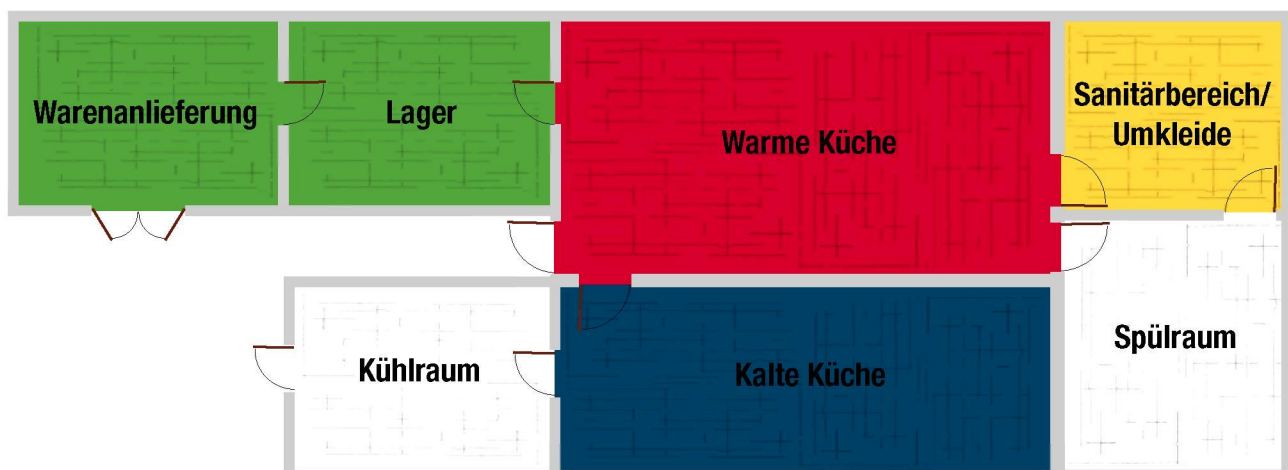 Warenanlieferung
Lager
Warme Küche
Sanitärbereich/
Umkleide
Kühlraum
Kalte Küche
Spülraum